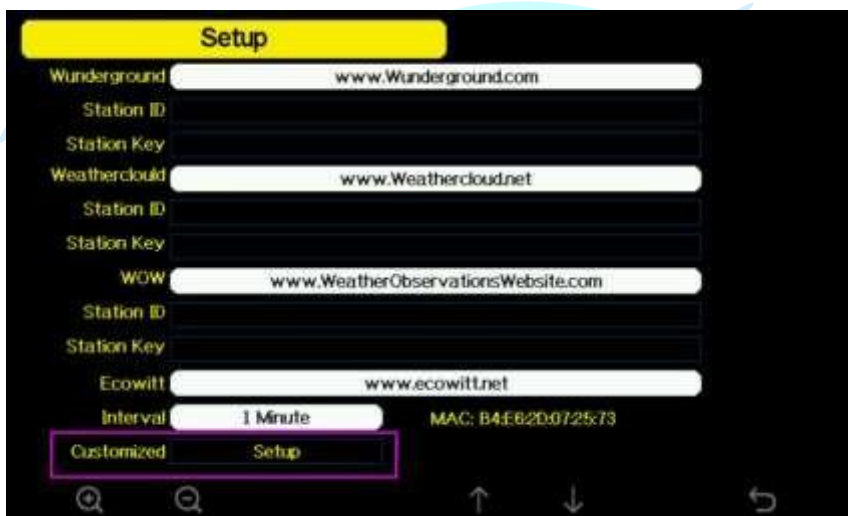 Setup
Wunderground www.Wunderground.com
Station ID
Station Key
Weatherclould www.Weathercloud.net
Station ID
Station Key
WOW www.WeatherObservationsWebsite.com
Station ID
Station Key
Ecowitt www.ecowitt.net
Interval 1 Minute MAC: B4:E6:2D:07:25:73
Customized Setup